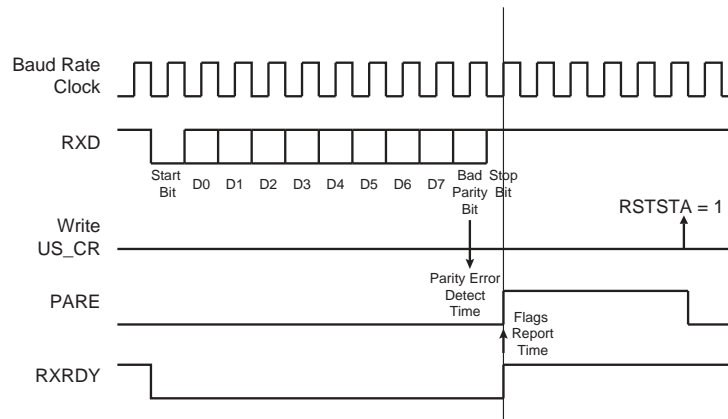 Baud Rate
Clock
RXD
Start
Bit
D0 D1 D2 D3 D4 D5 D6 D7
Bad
Parity
Bit
Stop
Bit
Write
US_CR
RSTSTA = 1
Parity Error
Detect
Time
PARE
Flags
Report
Time
RXRDY